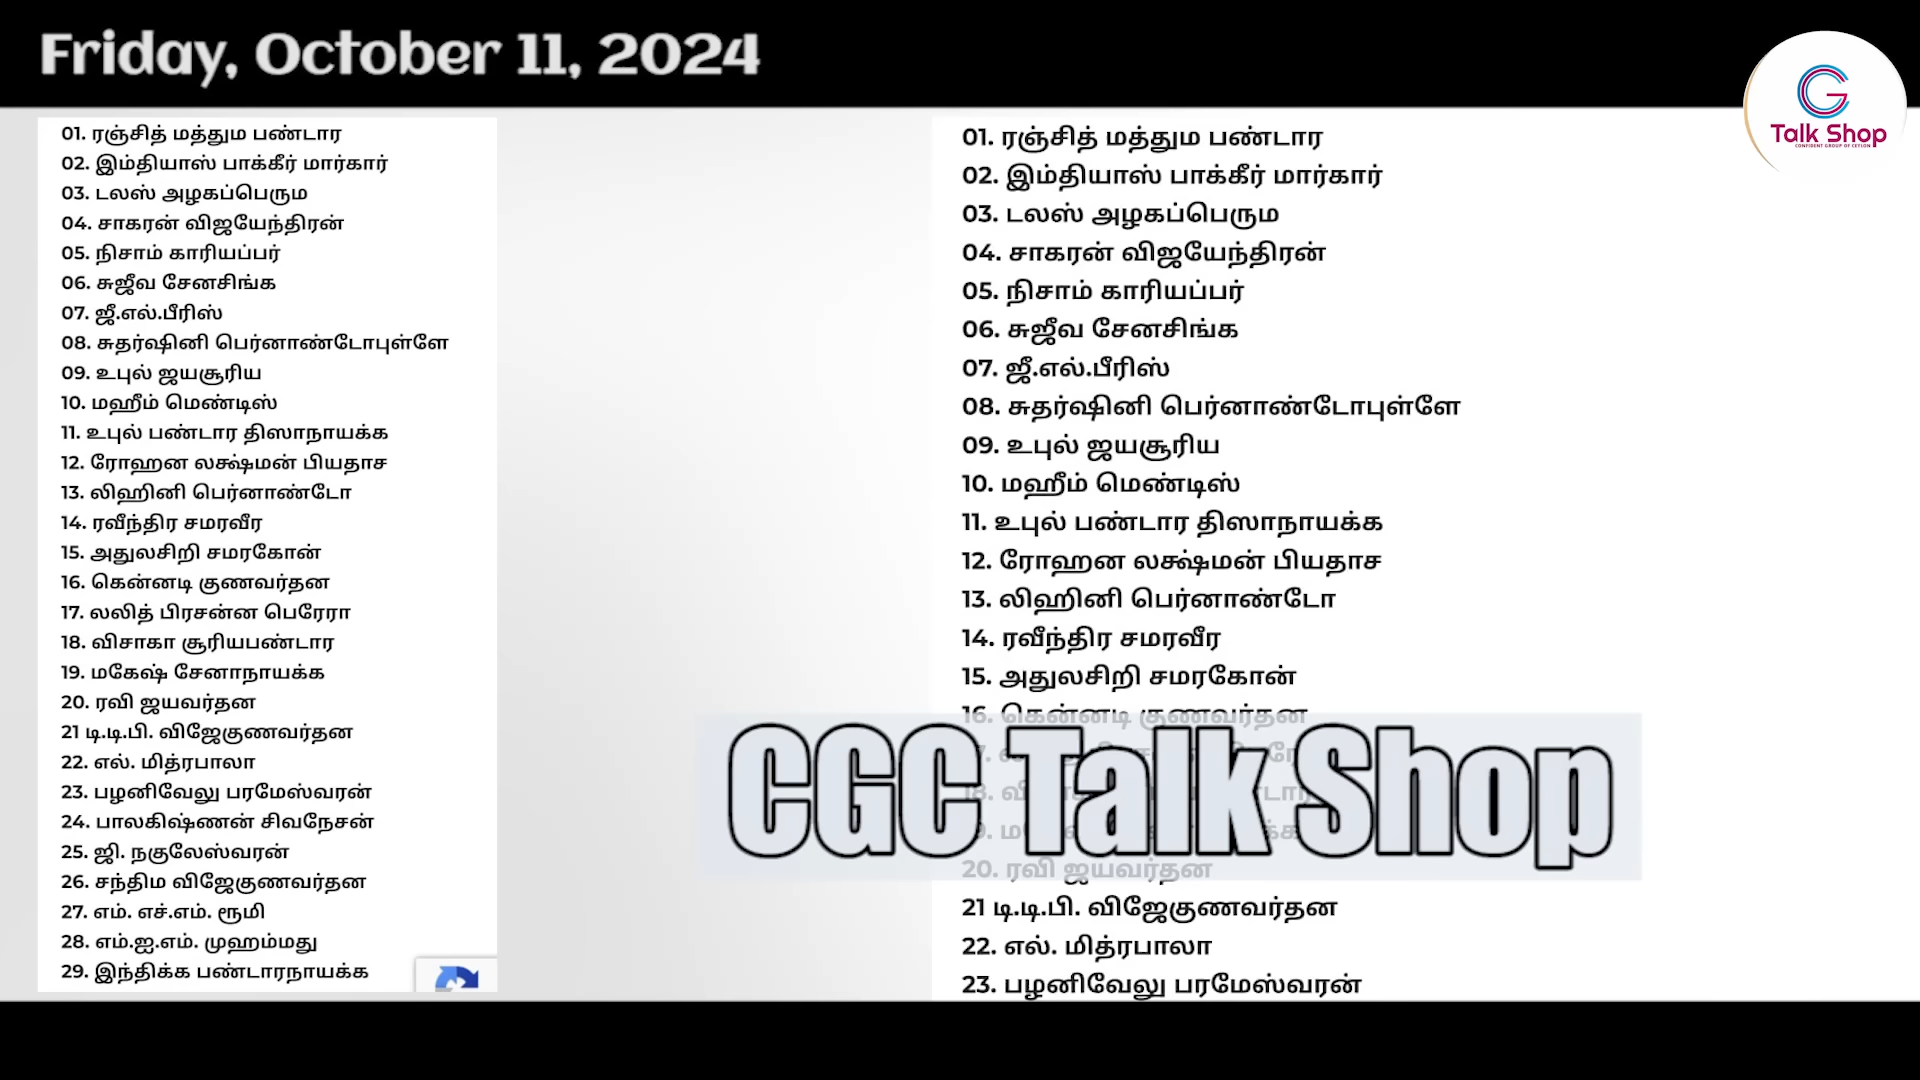 Friday, October 11, 2024
Talk Shop
CONFIDENT GROUP OF CEYLON
01. ரஞ்சித் மத்தும பண்டார
02. இம்தியாஸ் பாக்கீர் மார்கார்
03. டலஸ் அழகப்பெரும
04. சாகரன் விஜயேந்திரன்
05. நிசாம் காரியப்பர்
06. சுஜீவ சேனசிங்க
07. ஜீ.எல்.பீரிஸ்
08. சுதர்ஷினி பெர்னாண்டோபுள்ளே
09. உபுல் ஜயசூரிய
10. மஹீம் மெண்டிஸ்
11. உபுல் பண்டார திஸாநாயக்க
12. ரோஹன லக்ஷ்மன் பியதாச
13. லிஹினி பெர்னாண்டோ
14. ரவீந்திர சமரவீர
15. அதுலசிறி சமரகோன்
16. கென்னடி குணவர்தன
17. லலித் பிரசன்ன பெரேரா
18. விசாகா சூரியபண்டார
19. மகேஷ் சேனாநாயக்க
20. ரவி ஜயவர்தன
21 டி.டி.பி. விஜேகுணவர்தன
22. எல். மித்ரபாலா
23. பழனிவேலு பரமேஸ்வரன்
24. பாலகிஷ்ணன் சிவநேசன்
25. ஜி. நகுலேஸ்வரன்
26. சந்திம விஜேகுணவர்தன
27. எம். எச்.எம். ரூமி
28. எம்.ஐ.எம். முஹம்மது
29. இந்திக்க பண்டாரநாயக்க
01. ரஞ்சித் மத்தும பண்டார
02. இம்தியாஸ் பாக்கீர் மார்கார்
03. டலஸ் அழகப்பெரும
04. சாகரன் விஜயேந்திரன்
05. நிசாம் காரியப்பர்
06. சுஜீவ சேனசிங்க
07. ஜீ.எல்.பீரிஸ்
08. சுதர்ஷினி பெர்னாண்டோபுள்ளே
09. உபுல் ஜயசூரிய
10. மஹீம் மெண்டிஸ்
11. உபுல் பண்டார திஸாநாயக்க
12. ரோஹன லக்ஷ்மன் பியதாச
13. லிஹினி பெர்னாண்டோ
14. ரவீந்திர சமரவீர
15. அதுலசிறி சமரகோன்
16. கென்னடி குணவர்தன
CGC Talk Shop
20. ரவி ஜயவர்தன
21 டி.டி.பி. விஜேகுணவர்தன
22. எல். மித்ரபாலா
23. பழனிவேலு பரமேஸ்வரன்